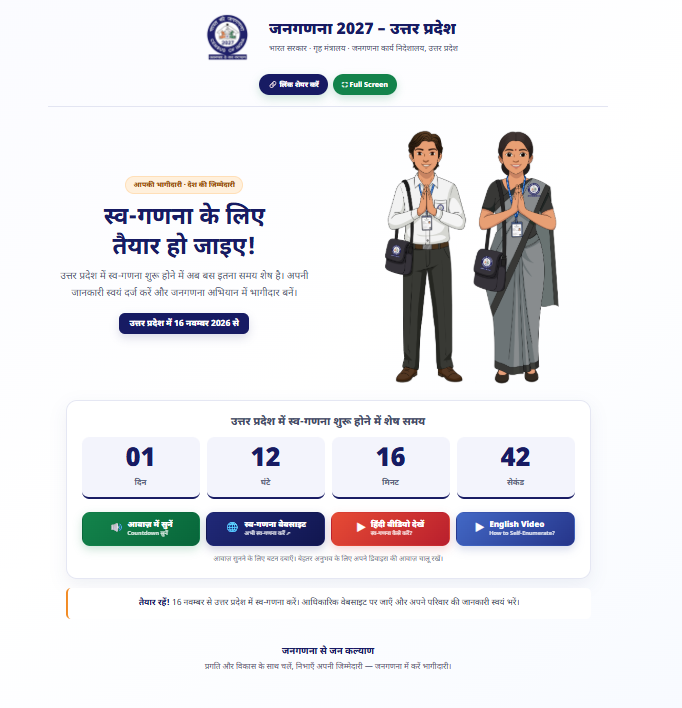 जनगणना 2027 – उत्तर प्रदेश
भारत सरकार · गृह मंत्रालय · जनगणना कार्य निदेशालय, उत्तर प्रदेश
लिंक शेयर करें
Full Screen
आपकी भागीदारी · देश की जिम्मेदारी
स्व-गणना के लिए
तैयार हो जाइए!
उत्तर प्रदेश में स्व-गणना शुरू होने में अब बस इतना समय शेष है। अपनी
जानकारी स्वयं दर्ज करें और जनगणना अभियान में भागीदार बनें।
उत्तर प्रदेश में 16 नवम्बर 2026 से
उत्तर प्रदेश में स्व-गणना शुरू होने में शेष समय
01
दिन
12
घंटे
16
मिनट
42
सेकंड
आवाज़ में सुनें
Countdown सुनें
स्व-गणना वेबसाइट
अभी स्व-गणना करें
हिंदी वीडियो देखें
स्व-गणना कैसे करें?
English Video
How to Self-Enumerate?
आवाज सुनने के लिए बटन दबाएँ। बेहतर अनुभव के लिए अपने डिवाइस की आवाज चालू रखें।
तैयार रहें! 16 नवम्बर से उत्तर प्रदेश में स्व-गणना करें। आधिकारिक वेबसाइट पर जाएँ और अपने परिवार की जानकारी स्वयं भरें।
जनगणना से जन कल्याण
प्रगति और विकास के साथ चलें, निभाएँ अपनी जिम्मेदारी — जनगणना में करें भागीदारी।